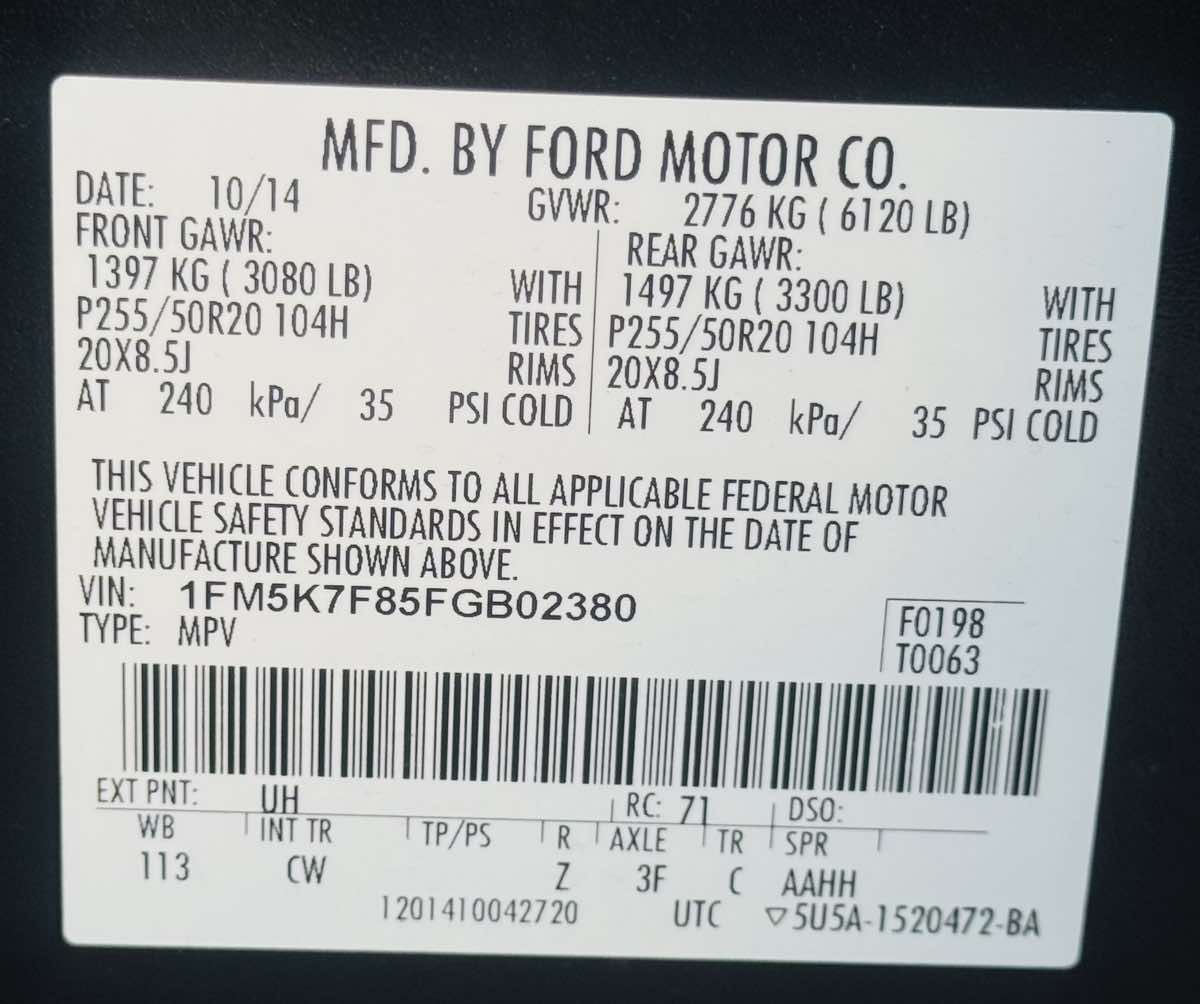 MFD. BY FORD MOTOR CO.
DATE: 10/14 GVWR: 2776 KG ( 6120 LB)
FRONT GAWR: REAR GAWR:
1397 KG ( 3080 LB) WITH 1497 KG ( 3300 LB) WITH
P255/50R20 104H TIRES P255/50R20 104H TIRES
20X8.5J RIMS 20X8.5J RIMS
AT 240 kPa/ 35 PSI COLD AT 240 kPa/ 35 PSI COLD
THIS VEHICLE CONFORMS TO ALL APPLICABLE FEDERAL MOTOR
VEHICLE SAFETY STANDARDS IN EFFECT ON THE DATE OF
MANUFACTURE SHOWN ABOVE.
VIN: 1FM5K7F85FGB02380
TYPE: MPV
F0198
T0063
EXT PNT: UH RC: 71 DSO:
WB INT TR TP/PS R AXLE TR SPR
113 CW Z 3F C AAHH
1201410042720 UTC ▽5U5A-1520472-BA